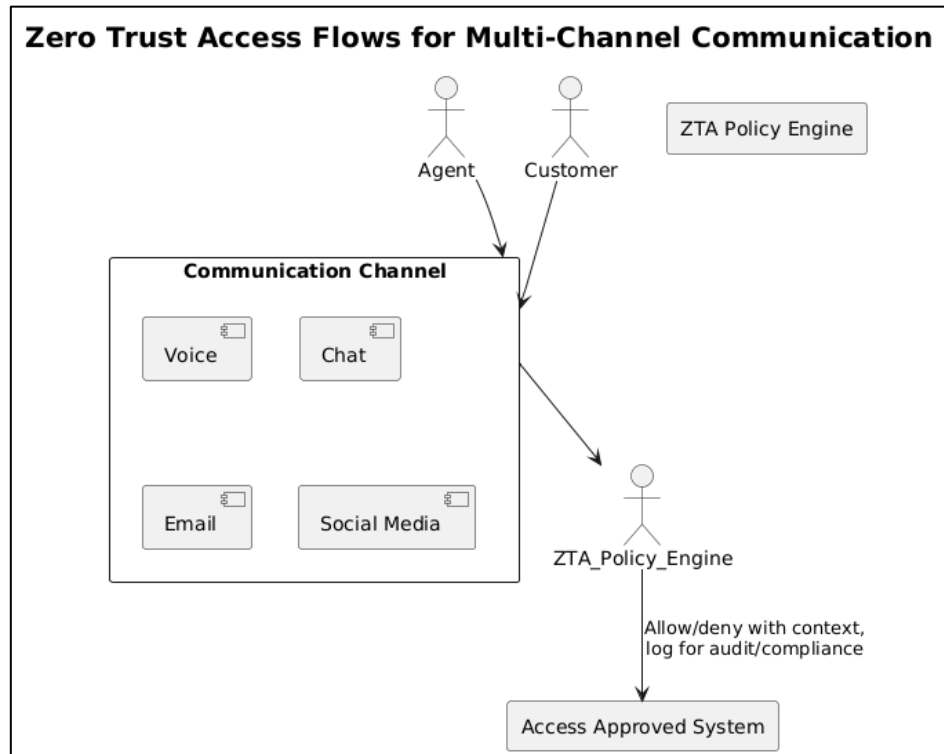 Zero Trust Access Flows for Multi-Channel Communication
ZTA Policy Engine
Agent
Customer
Communication Channel
Voice
Chat
Email
Social Media
ZTA_Policy_Engine
Allow/deny with context,
log for audit/compliance
Access Approved System